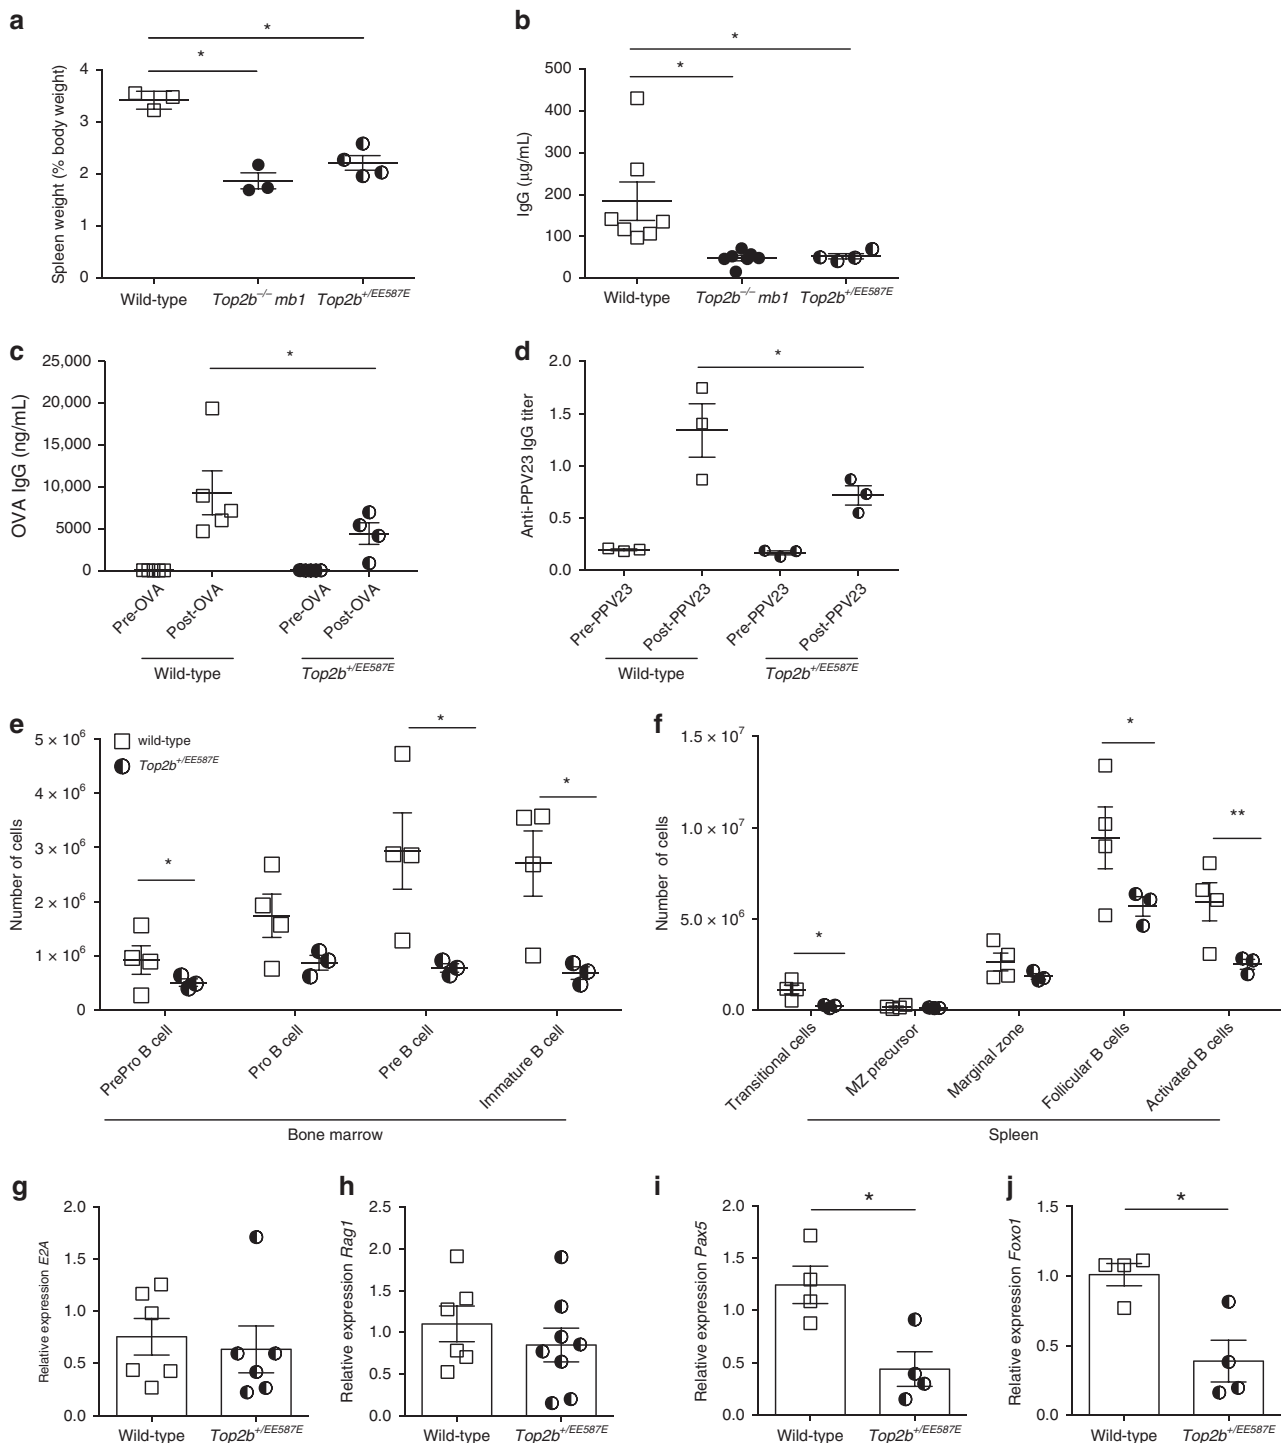 a
*
*
Spleen weight (% body weight)
4
3
2
1
0
Wild-type
Top2b–/– mb1
Top2b+/EE587E
b
*
*
IgG (µg/mL)
500
400
300
200
100
0
Wild-type
Top2b–/– mb1
Top2b+/EE587E
c
*
OVA IgG (ng/mL)
25,000
20,000
15,000
10,000
5000
0
Pre-OVA
Post-OVA
Pre-OVA
Post-OVA
Wild-type
Top2b+/EE587E
d
*
Anti-PPV23 IgG titer
2.0
1.5
1.0
0.5
0.0
Pre-PPV23
Post-PPV23
Pre-PPV23
Post-PPV23
Wild-type
Top2b+/EE587E
e
wild-type
Top2b+/EE587E
*
*
*
Number of cells
5 × 10⁶
4 × 10⁶
3 × 10⁶
2 × 10⁶
1 × 10⁶
0
PrePro B cell
Pro B cell
Pre B cell
Immature B cell
Bone marrow
f
*
*
**
Number of cells
1.5 × 10⁷
1.0 × 10⁷
5.0 × 10⁶
0.0
Transitional cells
MZ precursor
Marginal zone
Follicular B cells
Activated B cells
Spleen
g
Relative expression E2A
2.0
1.5
1.0
0.5
0.0
Wild-type
Top2b+/EE587E
h
Relative expression Rag1
2.5
2.0
1.5
1.0
0.5
0.0
Wild-type
Top2b+/EE587E
i
*
Relative expression Pax5
2.0
1.5
1.0
0.5
0.0
Wild-type
Top2b+/EE587E
j
*
Relative expression Foxo1
1.5
1.0
0.5
0.0
Wild-type
Top2b+/EE587E